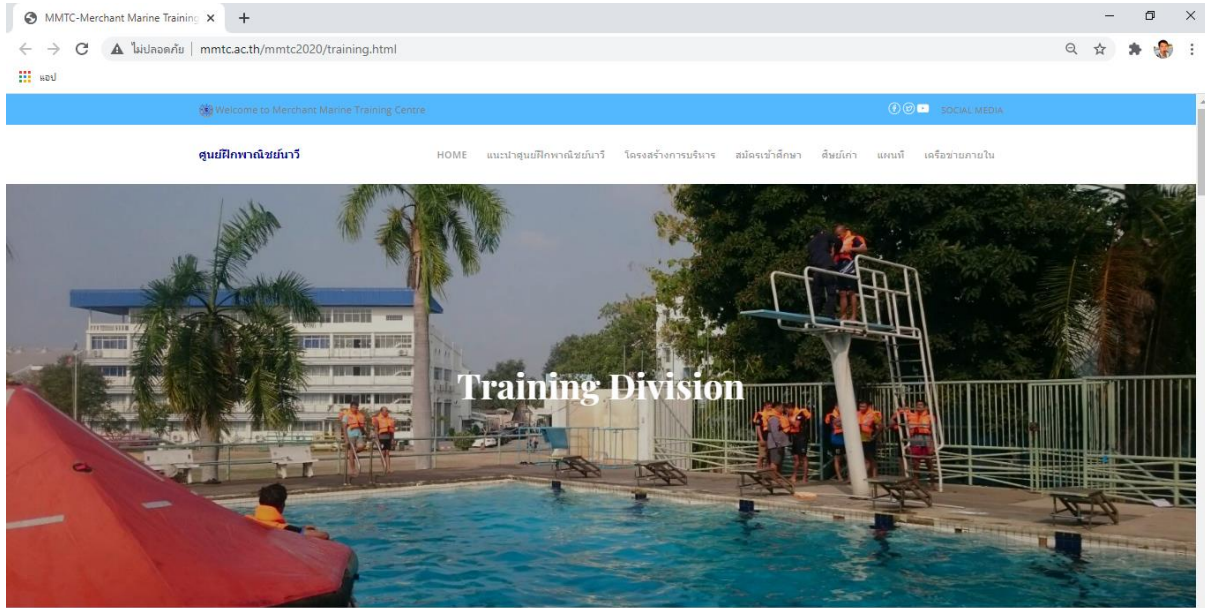 MMTC-Merchant Marine Training
ไม่ปลอดภัย | mmtc.ac.th/mmtc2020/training.html
แอป
Welcome to Merchant Marine Training Centre
SOCIAL MEDIA
ศูนย์ฝึกพาณิชย์นาวี
HOME แนะนำศูนย์ฝึกพาณิชย์นาวี โครงสร้างการบริหาร สมัครเข้าศึกษา ศิษย์เก่า แผนที่ เครือข่ายภายใน
Training Division